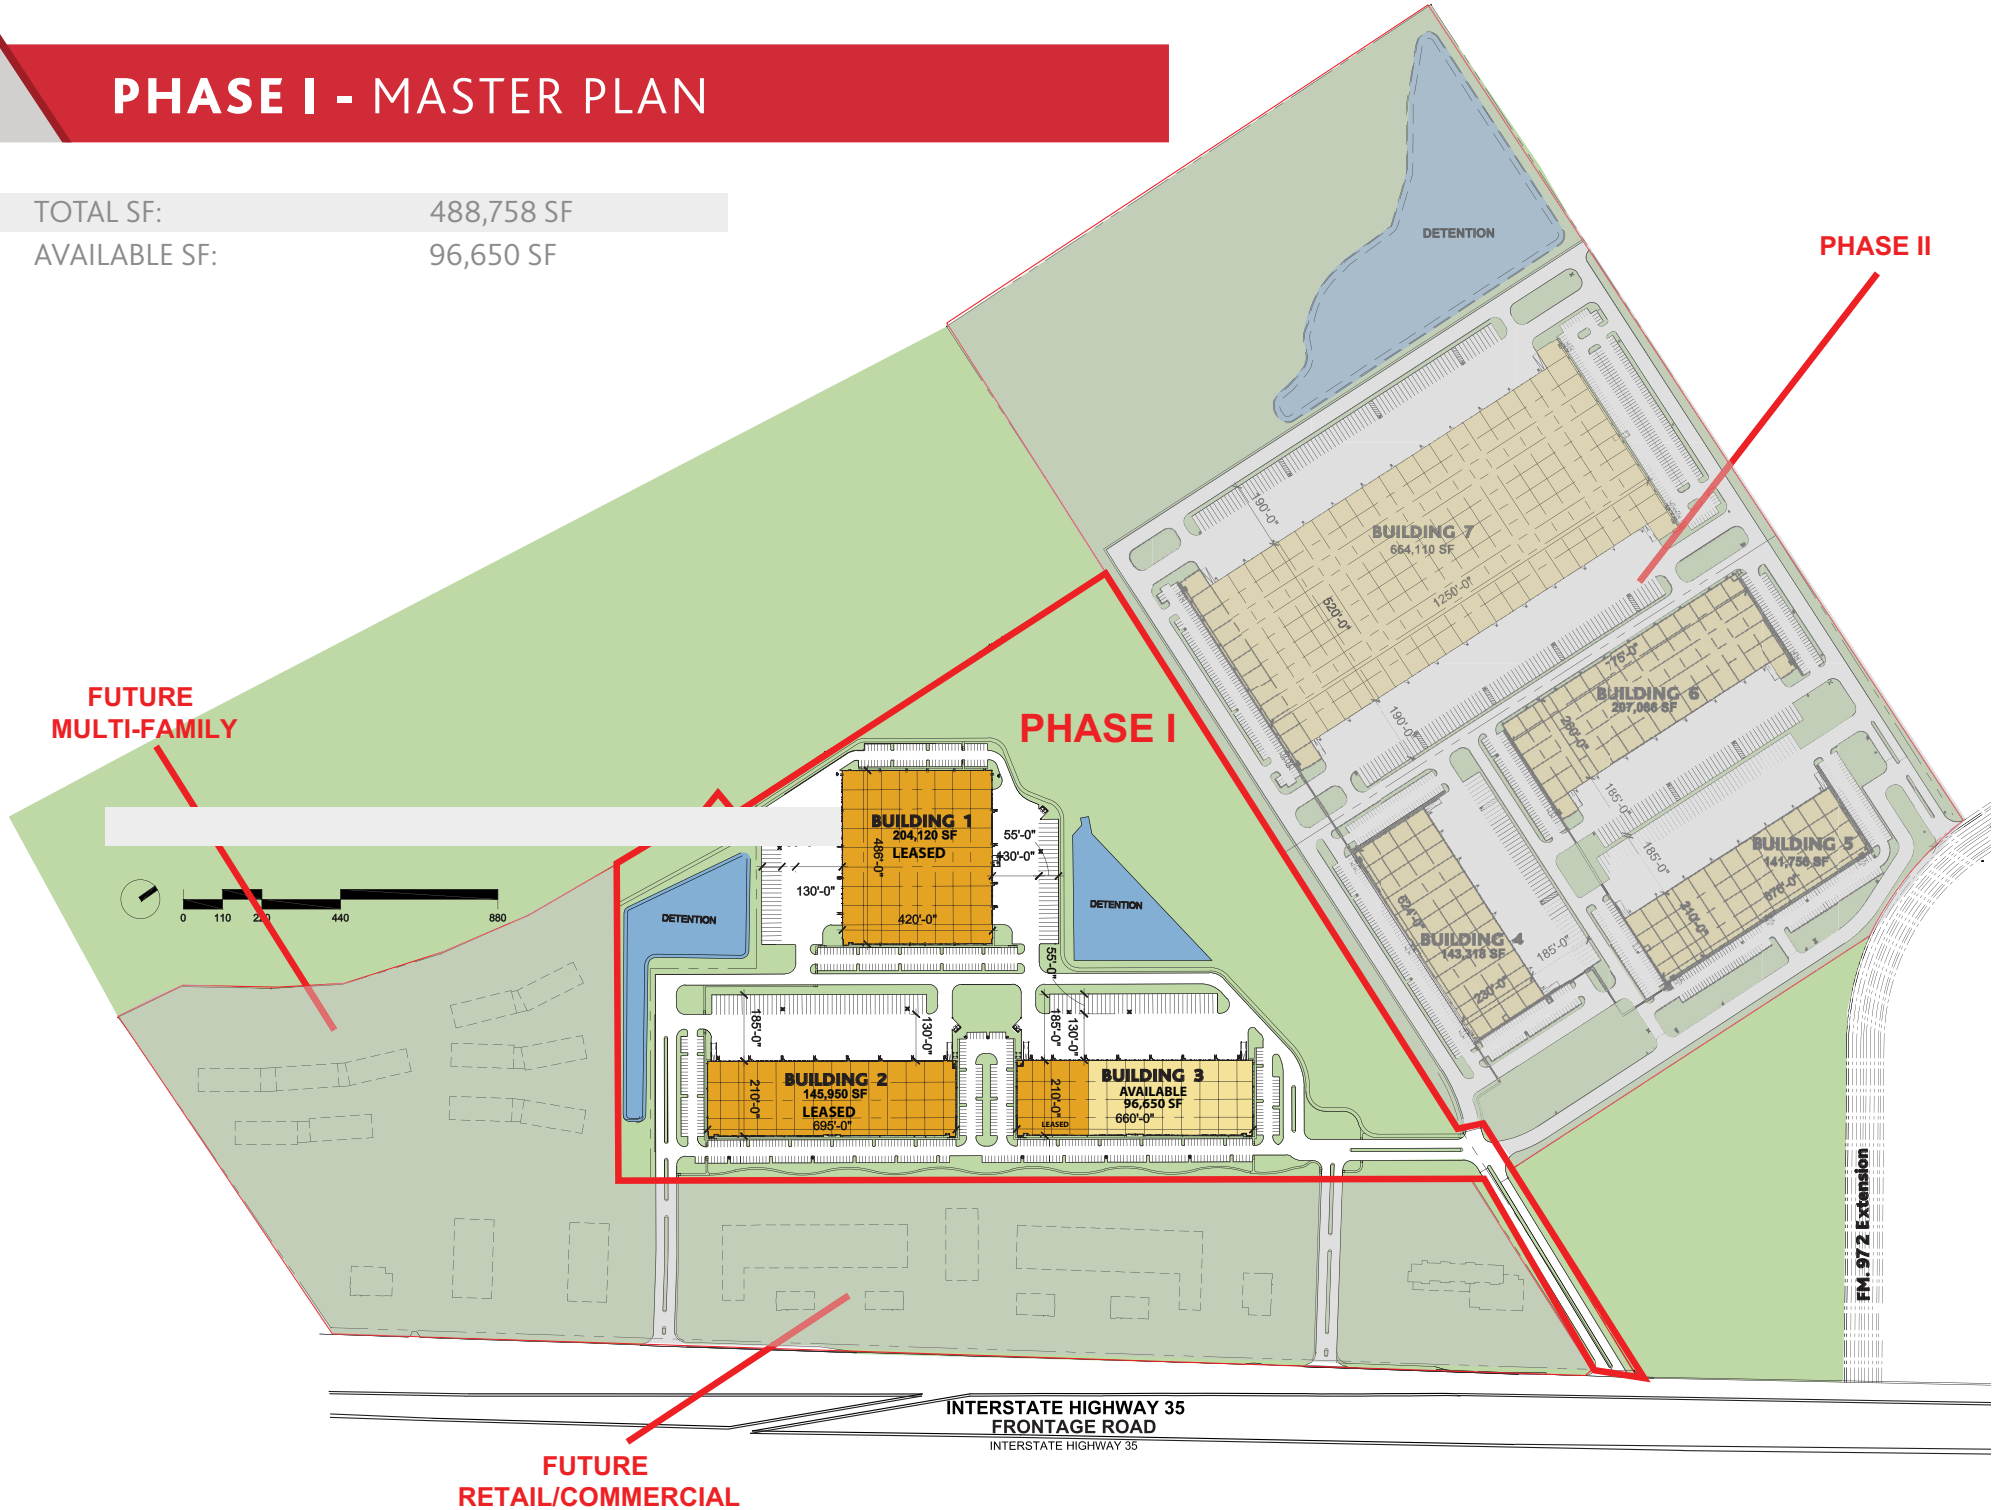 PHASE I - MASTER PLAN
TOTAL SF: 488,758 SF
AVAILABLE SF: 96,650 SF
DETENTION
PHASE II
190'-0"
BUILDING 7
664,110 SF
520'-0"
1250'-0"
FUTURE
MULTI-FAMILY
PHASE I
190'-0"
BUILDING 6
207,066 SF
260'-0"
185'-0"
BUILDING 1
204,120 SF
LEASED
486'-0"
420'-0"
130'-0"
55'-0"
130'-0"
55'-0"
DETENTION
DETENTION
0 110 220 440 880
185'-0"
BUILDING 5
141,756 SF
210'-0"
BUILDING 4
143,318 SF
624'-0"
230'-0"
185'-0"
185'-0"
130'-0"
185'-0"
130'-0"
BUILDING 2
145,950 SF
LEASED
695'-0"
210'-0"
BUILDING 3
AVAILABLE
96,650 SF
660'-0"
210'-0"
LEASED
FM. 972 Extension
INTERSTATE HIGHWAY 35
FRONTAGE ROAD
INTERSTATE HIGHWAY 35
FUTURE
RETAIL/COMMERCIAL